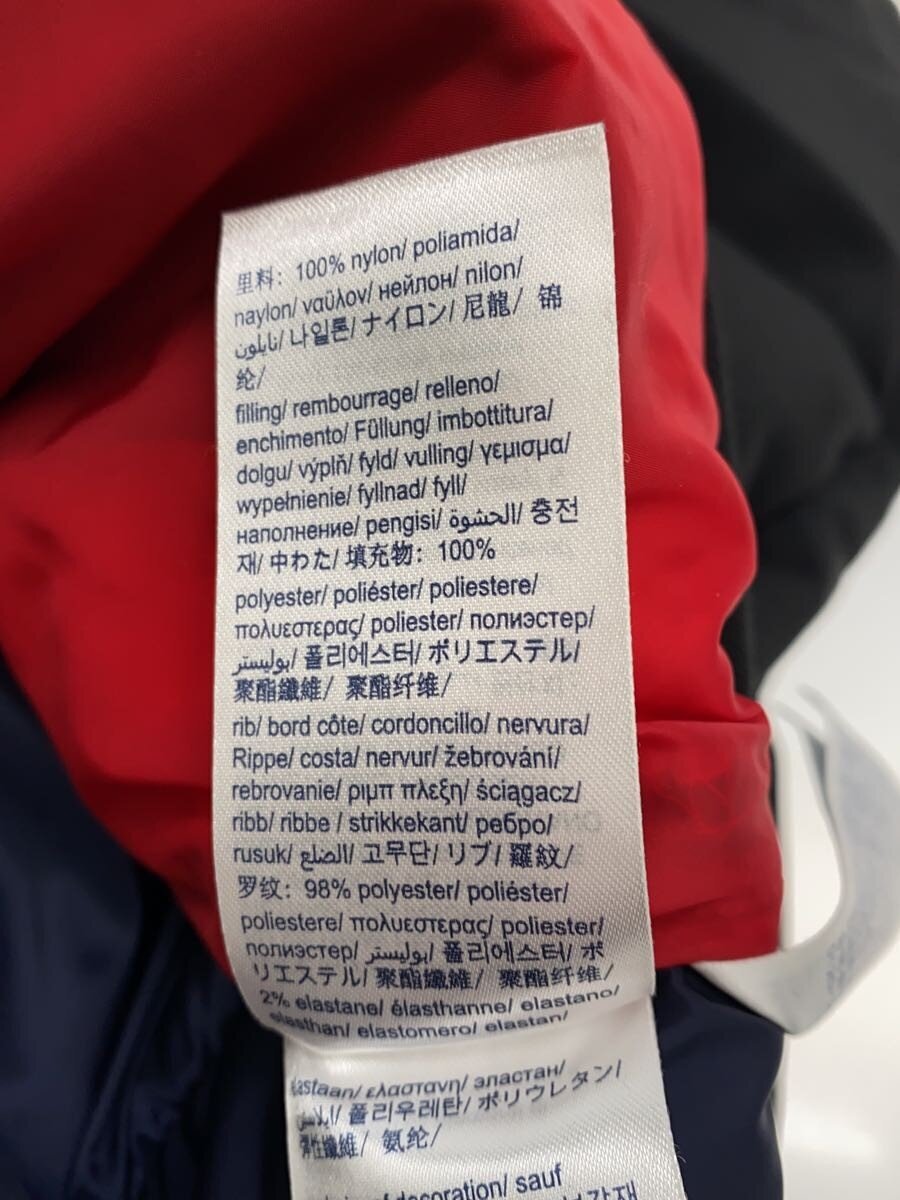 里料: 100% nylon/ poliamida/
naylon/ ναϋλον/ нейлон/ nilon/
نايلون/ 나일론/ ナイロン/ 尼龍/ 锦
纶/
filling/ rembourrage/ relleno/
enchimento/ Füllung/ imbottitura/
dolgu/ výplň/ fyld/ vulling/ γεμισμα/
wypełnienie/ fyllnad/ fyll/
наполнение/ pengisi/ الحشوة/ 충전
재/ 中わた/ 填充物: 100%
polyester/ poliéster/ poliestere/
πολυεστερας/ poliester/ полиэстер/
بوليستر/ 폴리에스터/ ポリエステル/
聚酯纖維/ 聚酯纤维/
rib/ bord côte/ cordoncillo/ nervura/
Rippe/ costa/ nervur/ žebrování/
rebrovanie/ ριμπ πλεξη/ ściągacz/
ribb/ ribbe / strikkekant/ ребро/
rusuk/ الضلع/ 고무단/ リブ/ 羅紋/
罗纹: 98% polyester/ poliéster/
poliestere/ πολυεστερας/ poliester/
полиэстер/ بوليستر/ 폴리에스터/ ポ
リエステル/ 聚酯纖維/ 聚酯纤维/
2% elastane/ élasthanne/ elastano/
elasthan/ elastomero/ elastan/
elastaan/ ελαστανη/ эластан/
ايلاستين/ 폴리우레탄/ ポリウレタン/
彈性纖維/ 氨纶/
decoration/ sauf